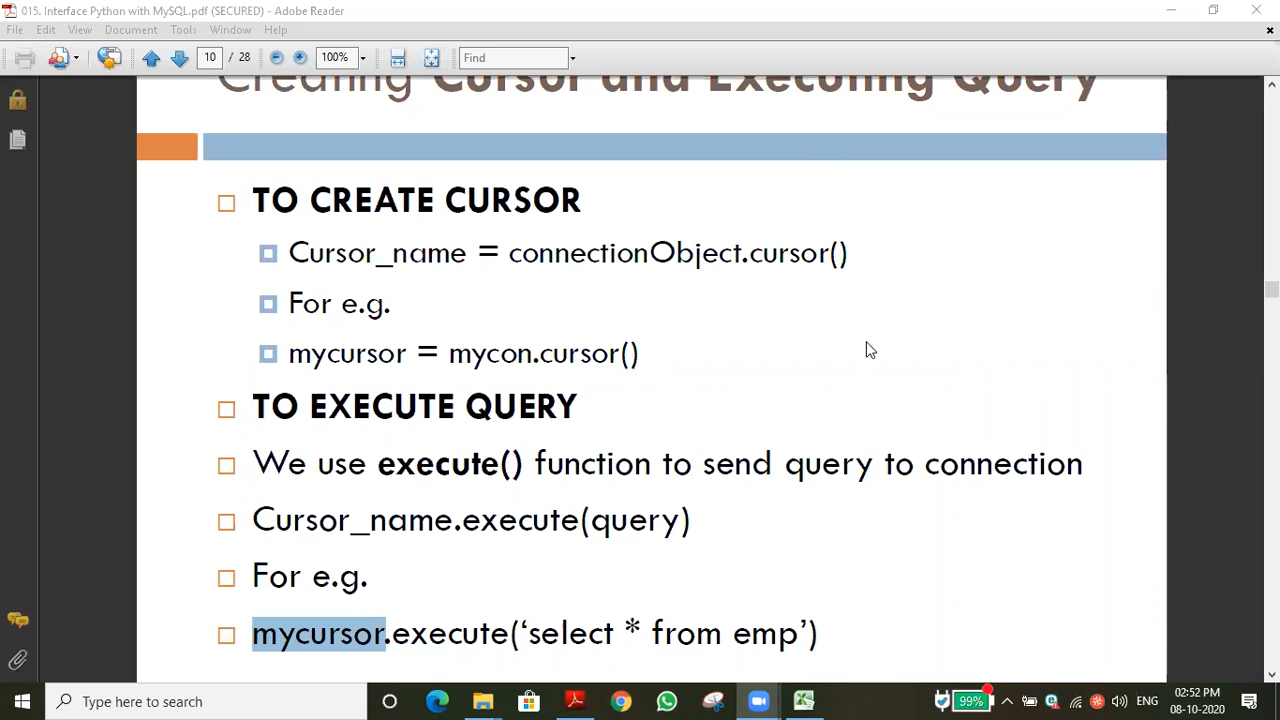 015. Interface Python with MySQL.pdf (SECURED) - Adobe Reader
File Edit View Document Tools Window Help
10 / 28 100% Find
Creating Cursor and Executing Query
TO CREATE CURSOR
Cursor_name = connectionObject.cursor()
For e.g.
mycursor = mycon.cursor()
TO EXECUTE QUERY
We use execute() function to send query to connection
Cursor_name.execute(query)
For e.g.
mycursor.execute(‘select * from emp’)
Type here to search
99%
ENG
02:52 PM
08-10-2020